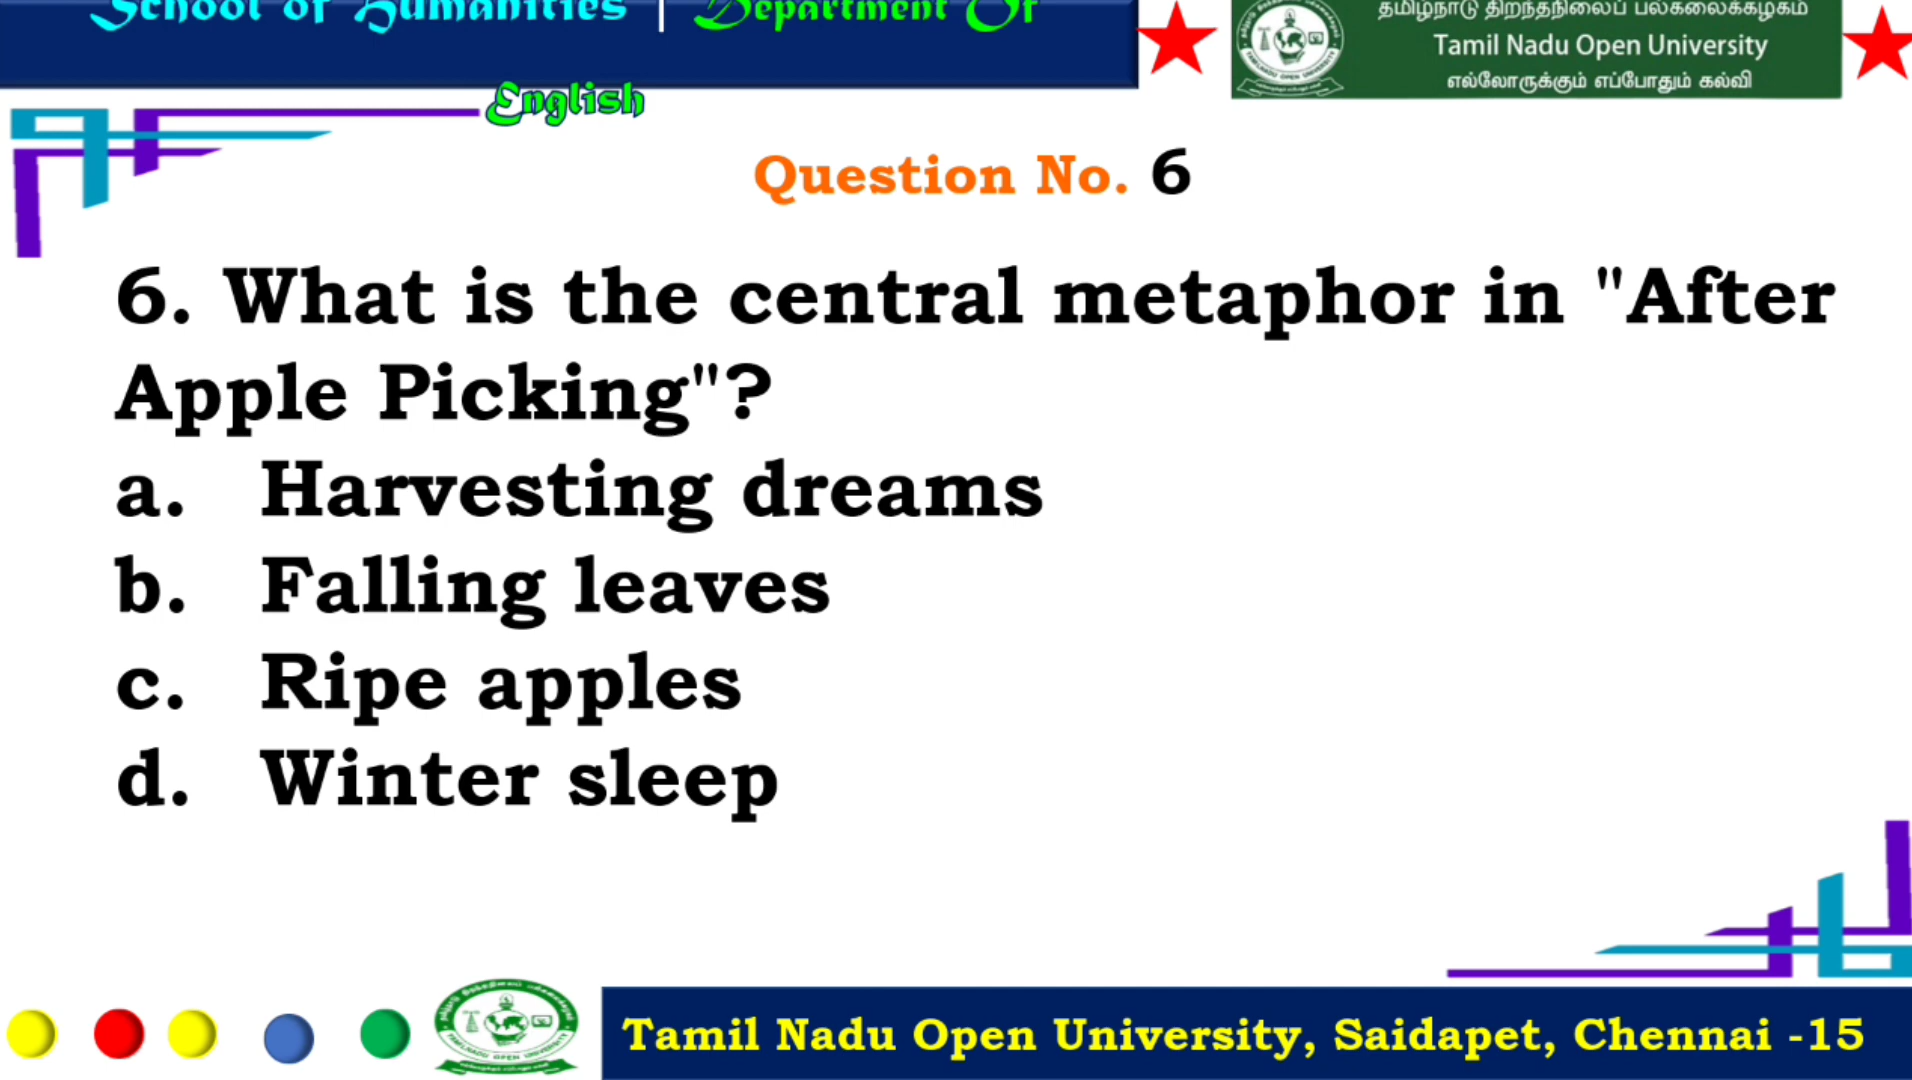 School of Humanities | Department Of
English
தமிழ்நாடு திறந்தநிலைப் பல்கலைக்கழகம்
Tamil Nadu Open University
எல்லோருக்கும் எப்போதும் கல்வி
Question No. 6
6. What is the central metaphor in "After
Apple Picking"?
a. Harvesting dreams
b. Falling leaves
c. Ripe apples
d. Winter sleep
Tamil Nadu Open University, Saidapet, Chennai -15